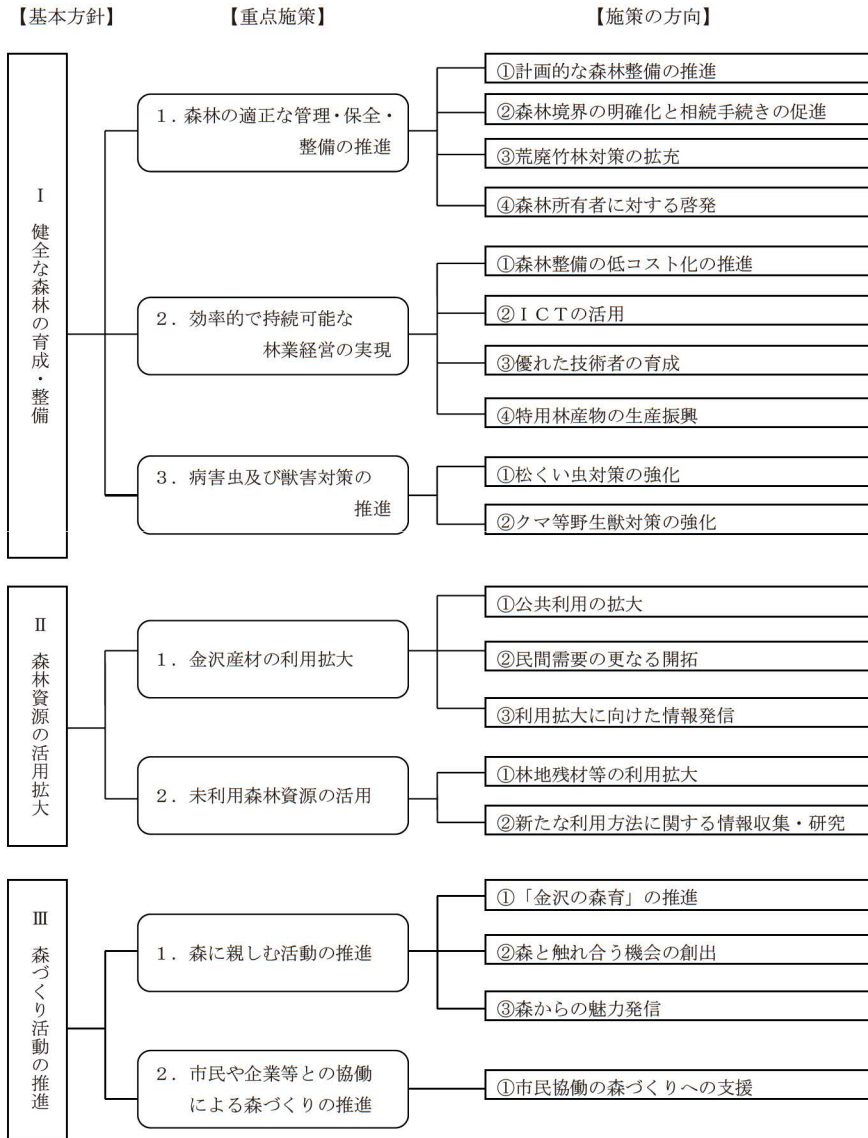 【基本方針】 【重点施策】 【施策の方向】
Ⅰ 健全な森林の育成・整備
1．森林の適正な管理・保全・
整備の推進
①計画的な森林整備の推進
②森林境界の明確化と相続手続きの促進
③荒廃竹林対策の拡充
④森林所有者に対する啓発
2．効率的で持続可能な
林業経営の実現
①森林整備の低コスト化の推進
②ＩＣＴの活用
③優れた技術者の育成
④特用林産物の生産振興
3．病害虫及び獣害対策の
推進
①松くい虫対策の強化
②クマ等野生獣対策の強化
Ⅱ 森林資源の活用拡大
1．金沢産材の利用拡大
①公共利用の拡大
②民間需要の更なる開拓
③利用拡大に向けた情報発信
2．未利用森林資源の活用
①林地残材等の利用拡大
②新たな利用方法に関する情報収集・研究
Ⅲ 森づくり活動の推進
1．森に親しむ活動の推進
①「金沢の森育」の推進
②森と触れ合う機会の創出
③森からの魅力発信
2．市民や企業等との協働
による森づくりの推進
①市民協働の森づくりへの支援